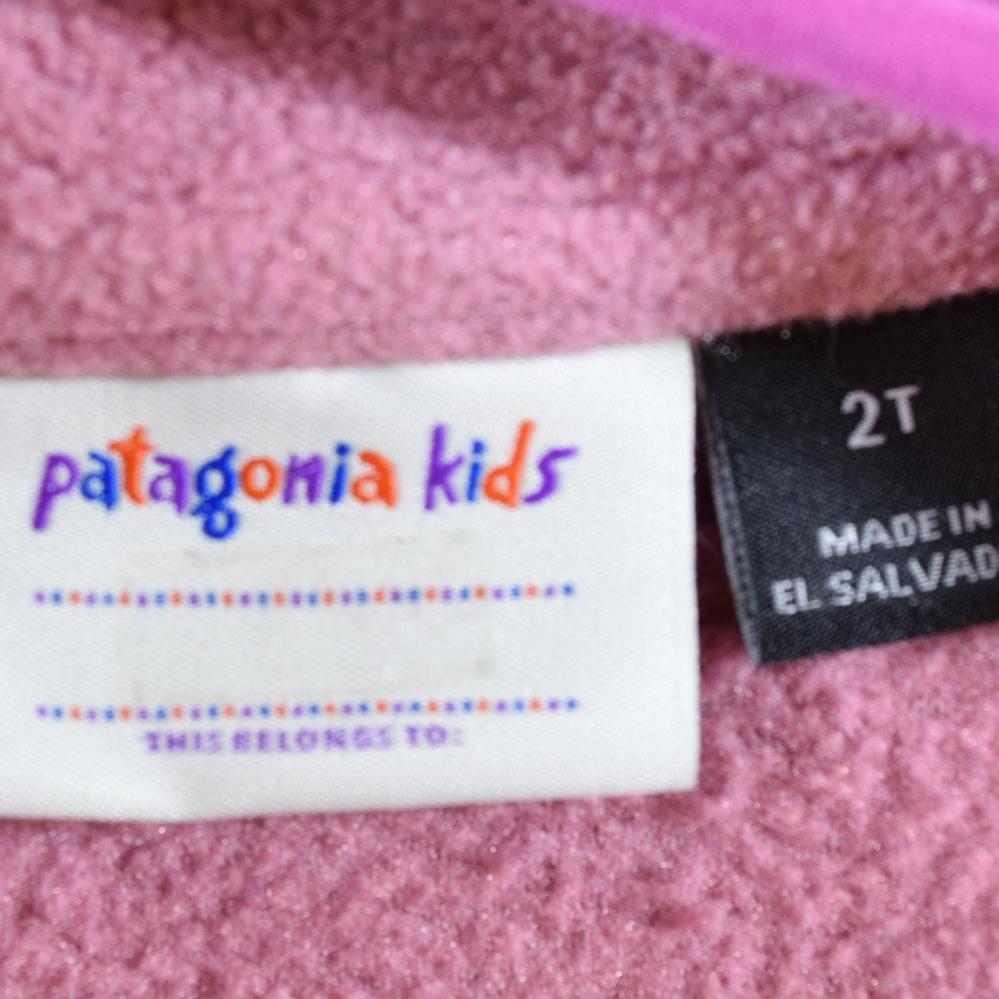 patagonia kids
THIS BELONGS TO:
2T
MADE IN
EL SALVAD